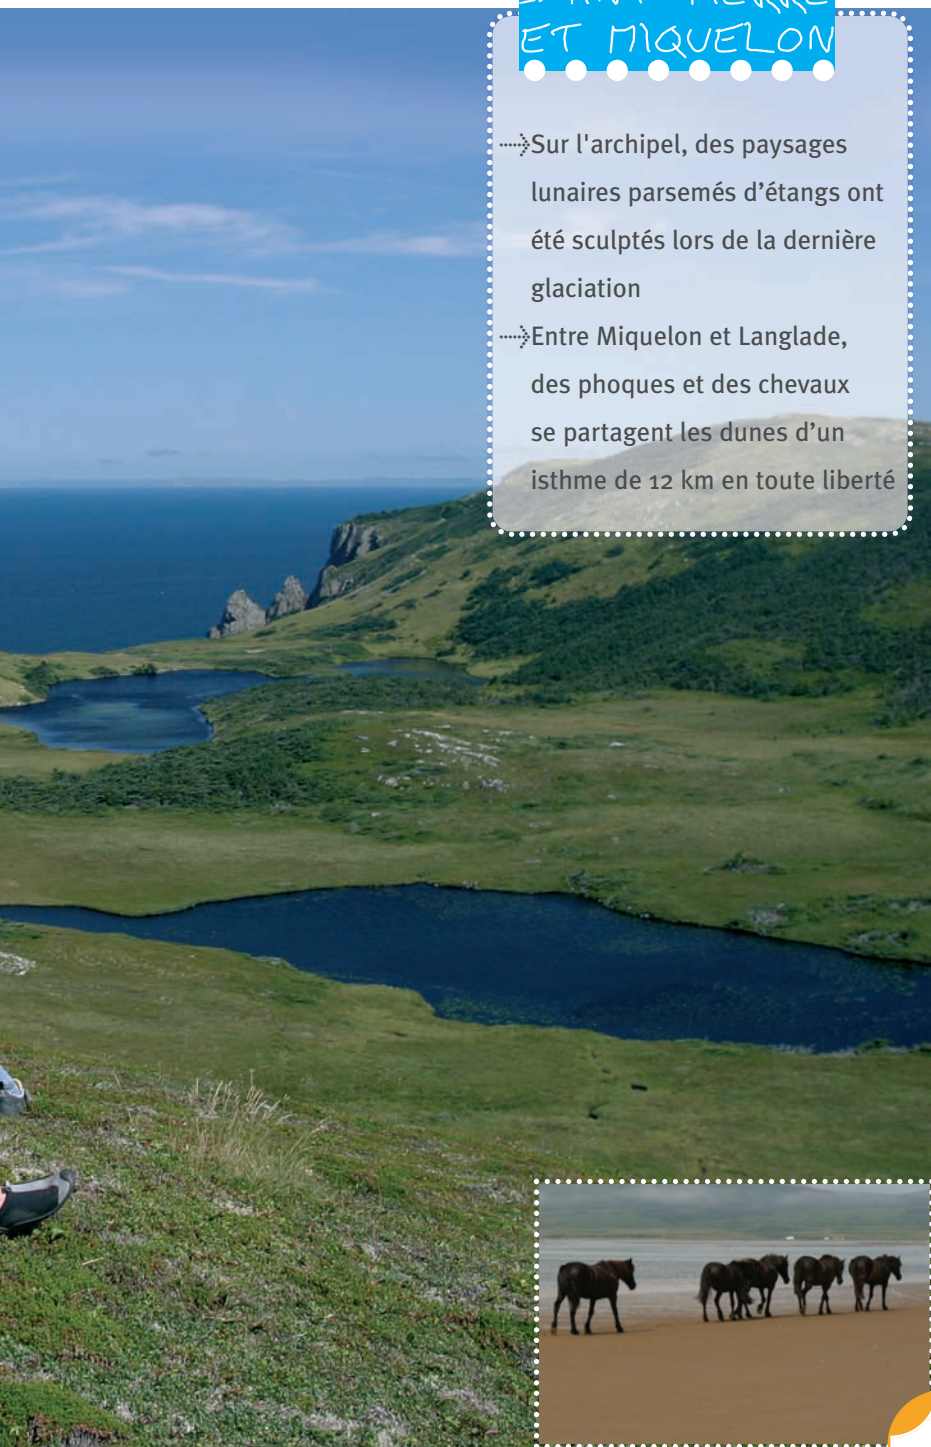 ET MIQUELON
Sur l'archipel, des paysages
lunaires parsemés d’étangs ont
été sculptés lors de la dernière
glaciation
Entre Miquelon et Langlade,
des phoques et des chevaux
se partagent les dunes d’un
isthme de 12 km en toute liberté